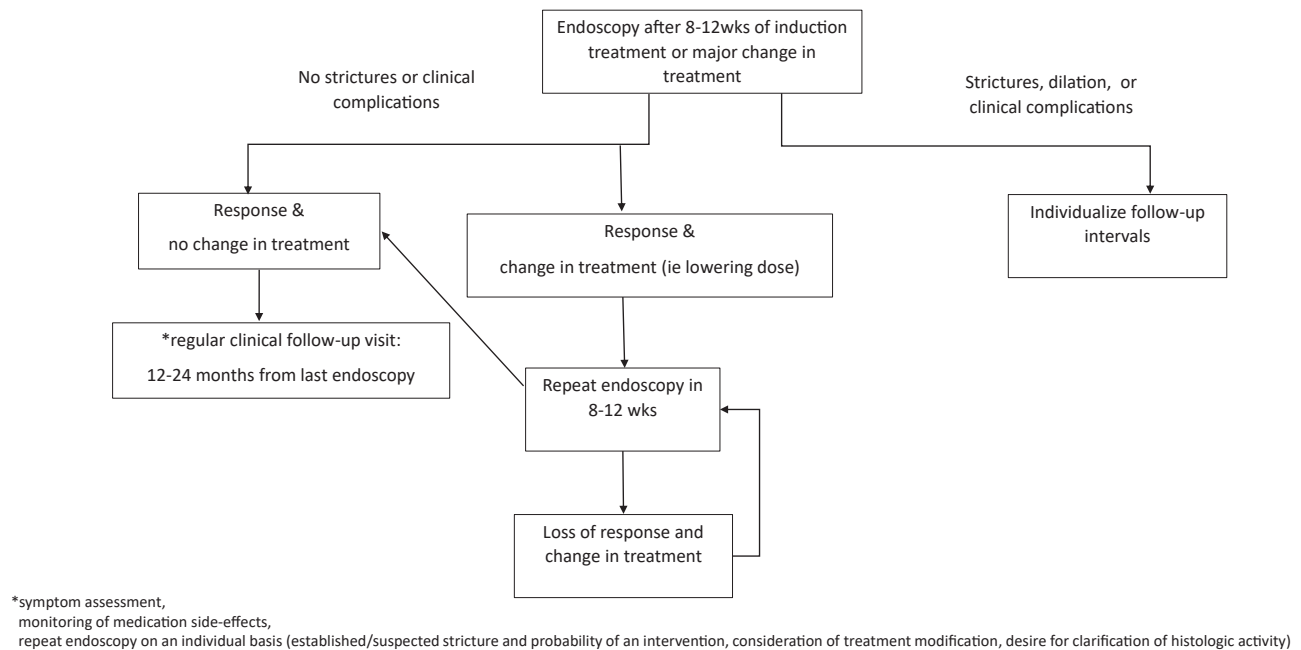 Endoscopy after 8-12wks of induction
treatment or major change in
treatment
No strictures or clinical
complications
Strictures, dilation, or
clinical complications
Response &
no change in treatment
Response &
change in treatment (ie lowering dose)
Individualize follow-up
intervals
*regular clinical follow-up visit:
12-24 months from last endoscopy
Repeat endoscopy in
8-12 wks
Loss of response and
change in treatment
*symptom assessment,
monitoring of medication side-effects,
repeat endoscopy on an individual basis (established/suspected stricture and probability of an intervention, consideration of treatment modification, desire for clarification of histologic activity)